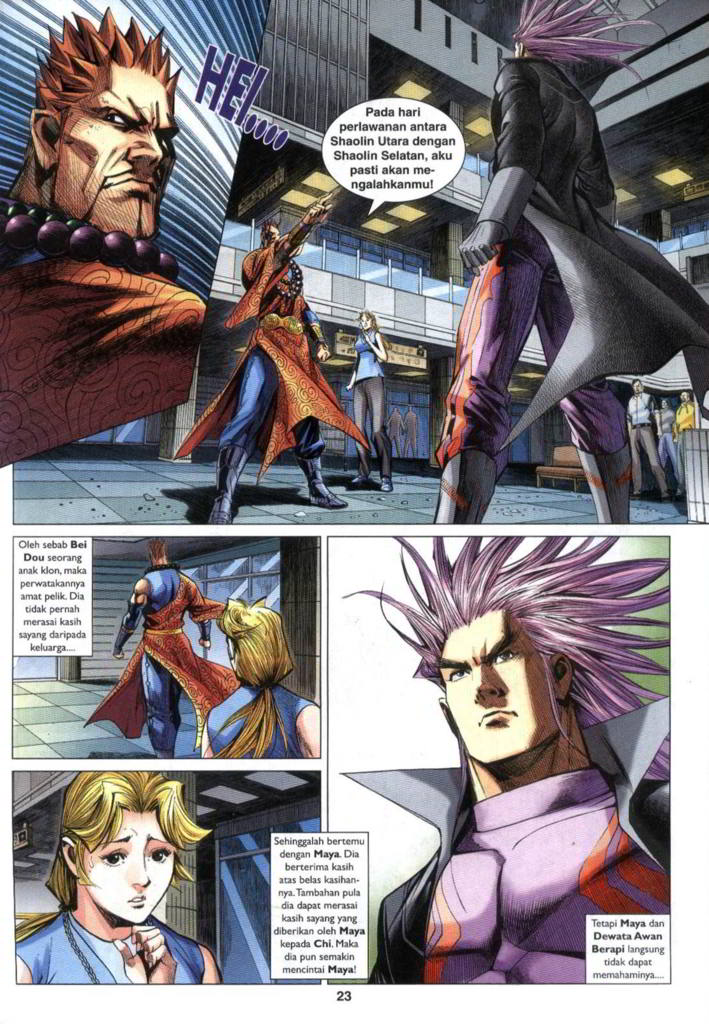 HEI....
Pada hari
perlawanan antara
Shaolin Utara dengan
Shaolin Selatan, aku
pasti akan me-
ngalahkanmu!
Oleh sebab Bei
Dou seorang
anak klon, maka
perwatakannya
amat pelik. Dia
tidak pernah
merasai kasih
sayang daripada
keluarga....
Sehinggalah bertemu
dengan Maya. Dia
berterima kasih
atas belas kasihan-
nya. Tambahan pula
dia dapat merasai
kasih sayang yang
diberikan oleh Maya
kepada Chi. Maka
dia pun semakin
mencintai Maya!
Tetapi Maya dan
Dewata Awan
Berapi langsung
tidak dapat
memahaminya....
23